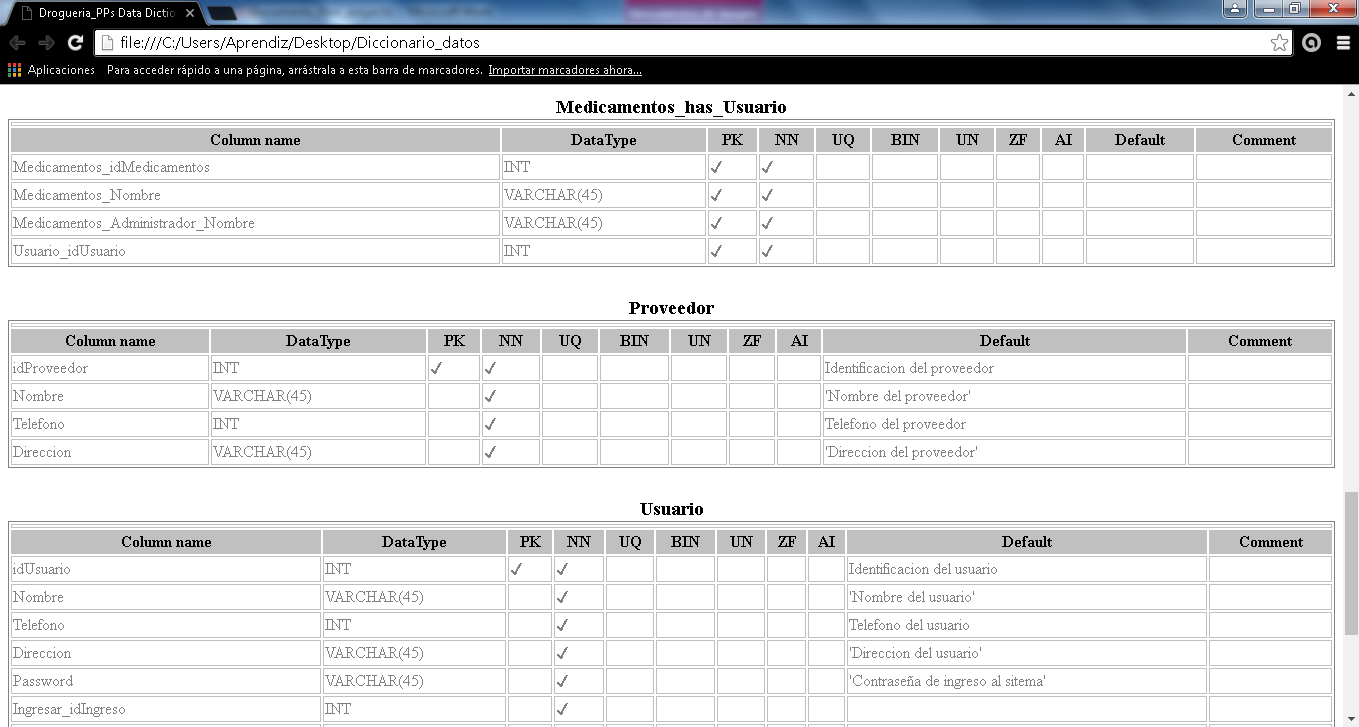 Drogueria_PPs Data Dictio
file:///C:/Users/Aprendiz/Desktop/Diccionario_datos
Aplicaciones Para acceder rápido a una página, arrástrala a esta barra de marcadores. Importar marcadores ahora...
Medicamentos_has_Usuario
Column name DataType PK NN UQ BIN UN ZF AI Default Comment
Medicamentos_idMedicamentos INT ✓ ✓
Medicamentos_Nombre VARCHAR(45) ✓ ✓
Medicamentos_Administrador_Nombre VARCHAR(45) ✓ ✓
Usuario_idUsuario INT ✓ ✓
Proveedor
Column name DataType PK NN UQ BIN UN ZF AI Default Comment
idProveedor INT ✓ ✓ Identificacion del proveedor
Nombre VARCHAR(45) ✓ 'Nombre del proveedor'
Telefono INT ✓ Telefono del proveedor
Direccion VARCHAR(45) ✓ 'Direccion del proveedor'
Usuario
Column name DataType PK NN UQ BIN UN ZF AI Default Comment
idUsuario INT ✓ ✓ Identificacion del usuario
Nombre VARCHAR(45) ✓ 'Nombre del usuario'
Telefono INT ✓ Telefono del usuario
Direccion VARCHAR(45) ✓ 'Direccion del usuario'
Password VARCHAR(45) ✓ 'Contraseña de ingreso al sitema'
Ingresar_idIngreso INT ✓